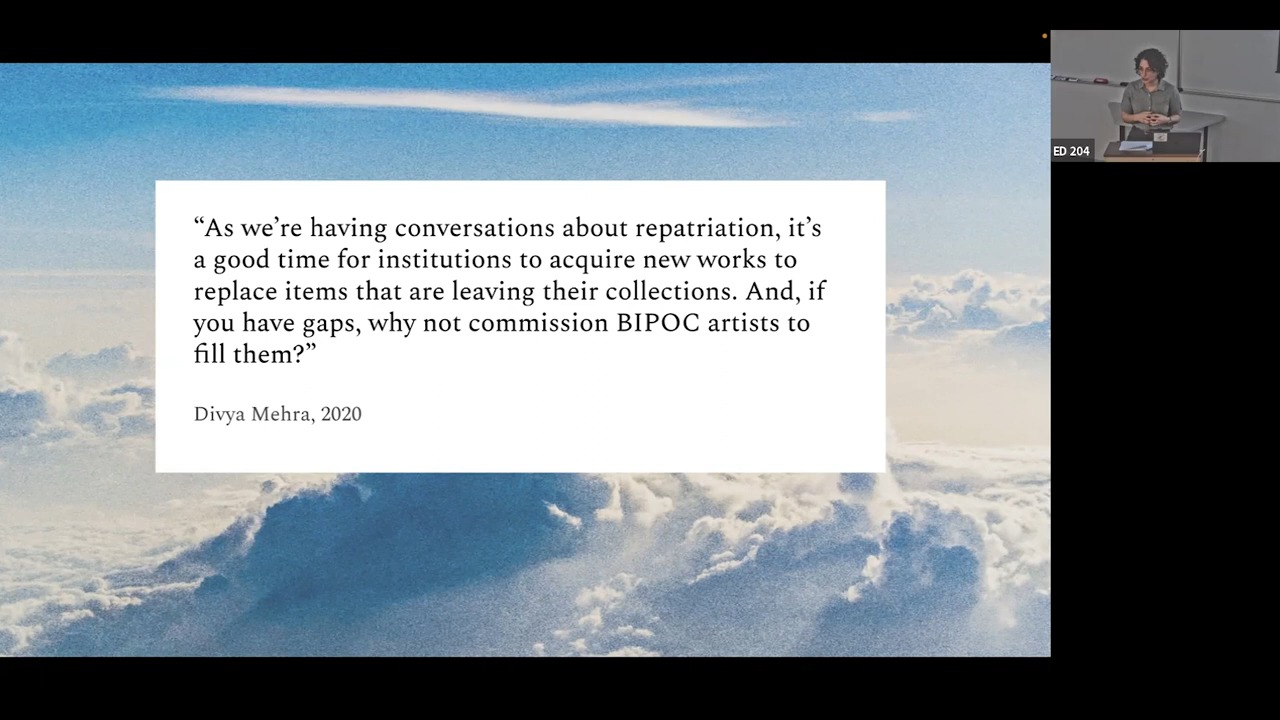 “As we’re having conversations about repatriation, it’s
a good time for institutions to acquire new works to
replace items that are leaving their collections. And, if
you have gaps, why not commission BIPOC artists to
fill them?”
Divya Mehra, 2020
ED 204